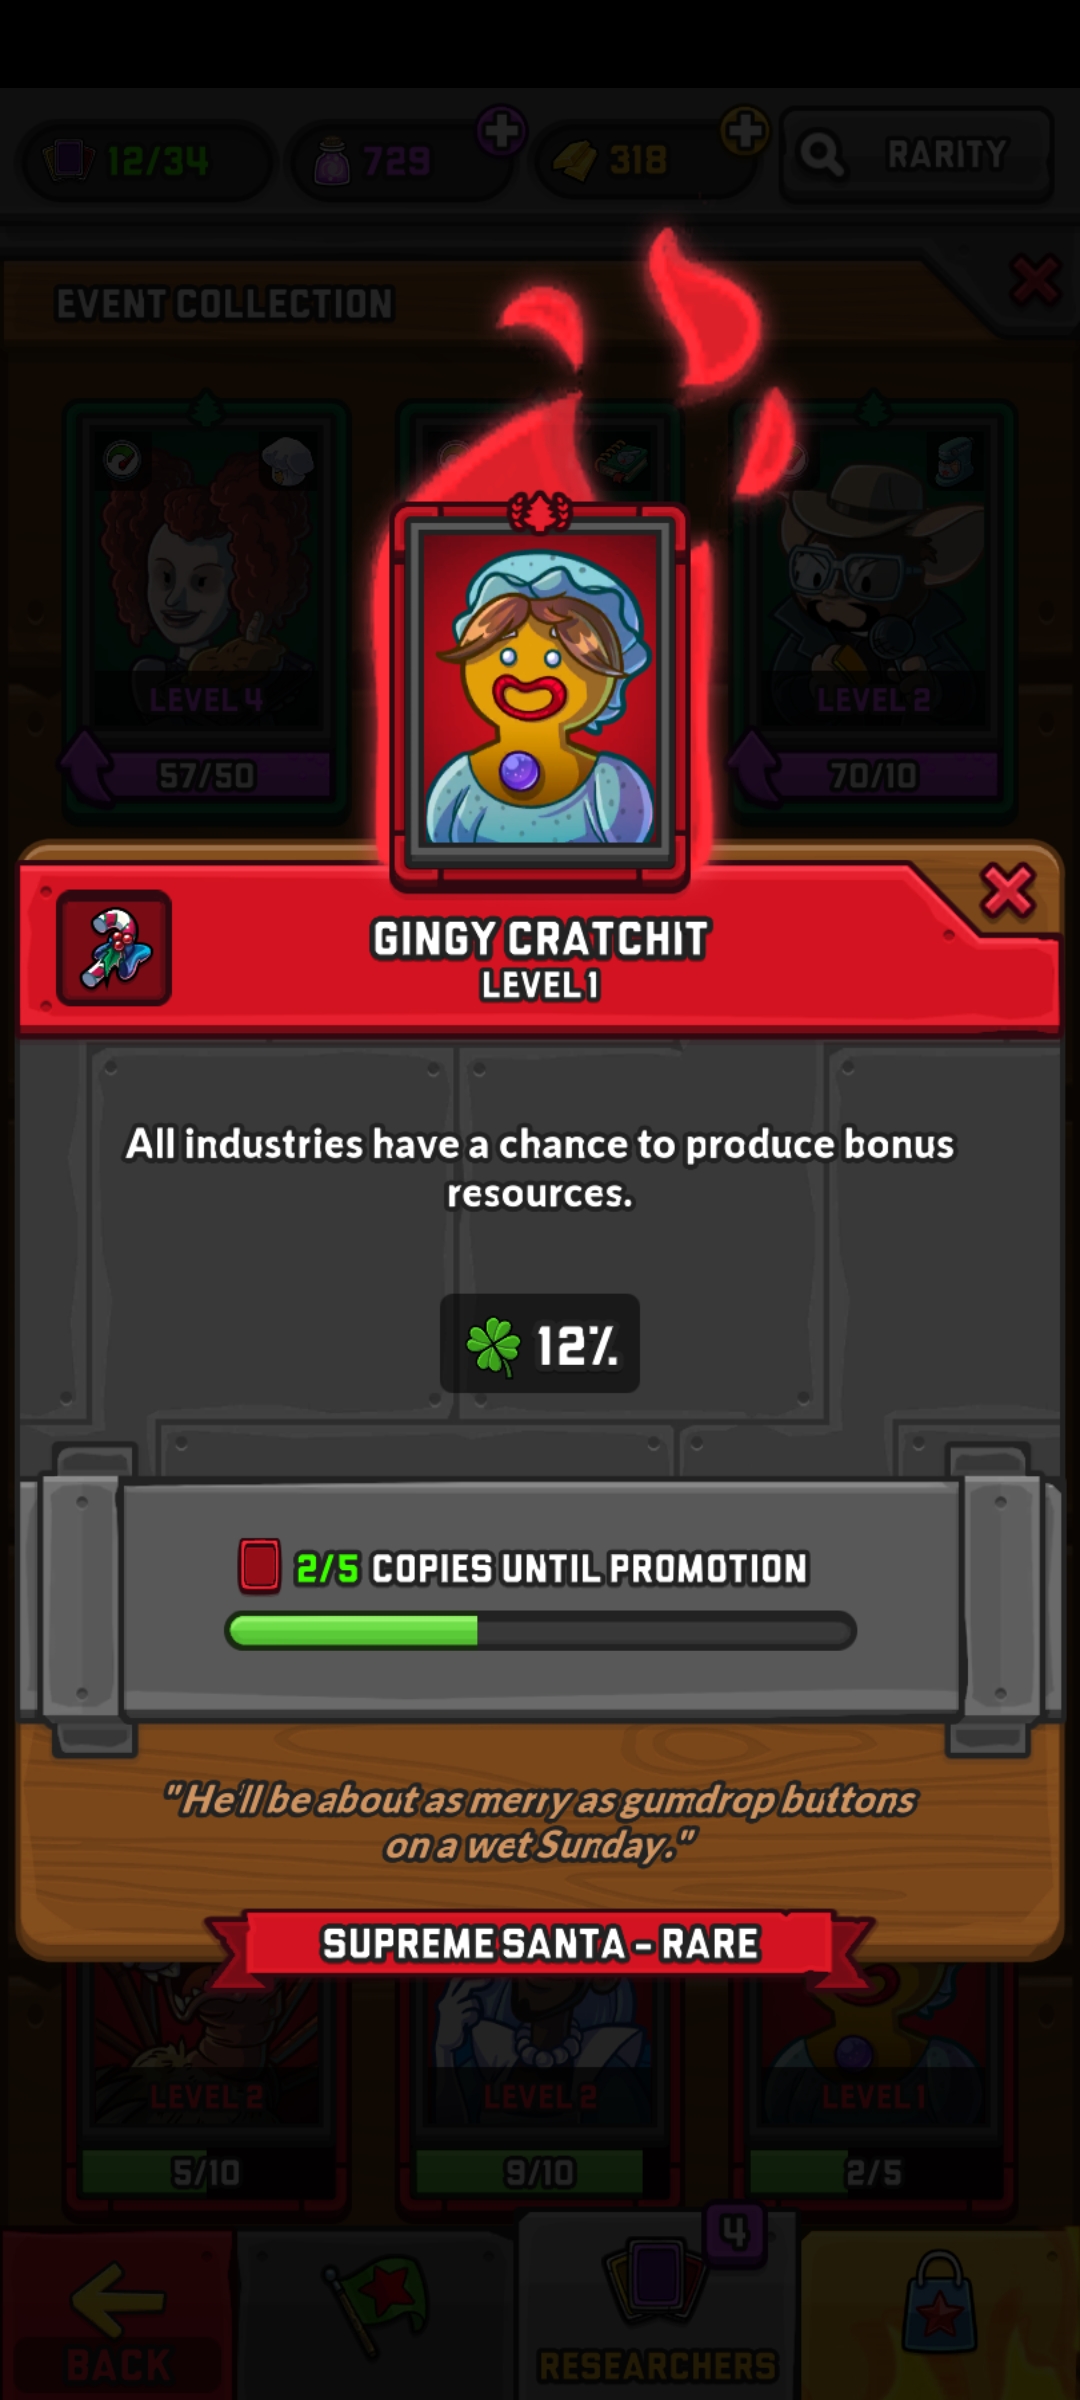 12/34
729
318
RARITY
EVENT COLLECTION
LEVEL 4
LEVEL 2
57/50
70/10
GINGY CRATCHIT
LEVEL 1
All industries have a chance to produce bonus
resources.
12%
2/5 COPIES UNTIL PROMOTION
"He'll be about as merry as gumdrop buttons
on a wet Sunday."
SUPREME SANTA - RARE
LEVEL 2
LEVEL 2
LEVEL 1
5/10
9/10
2/5
4
BACK
RESEARCHERS